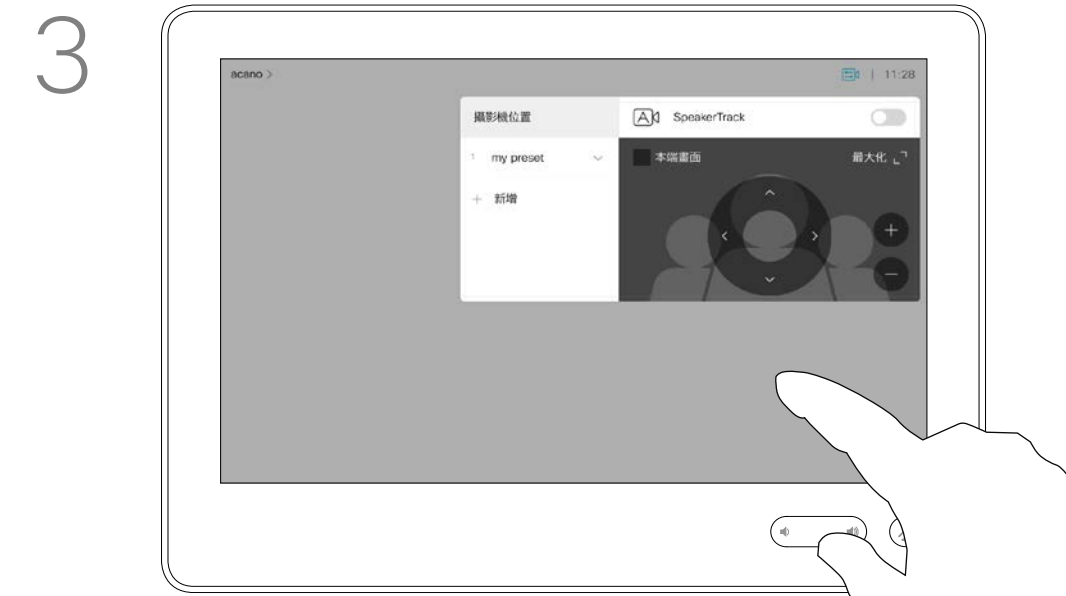 3
acano >
| 11:28
攝影機位置
A SpeakerTrack
1 my preset
本端畫面
最大化
+ 新增